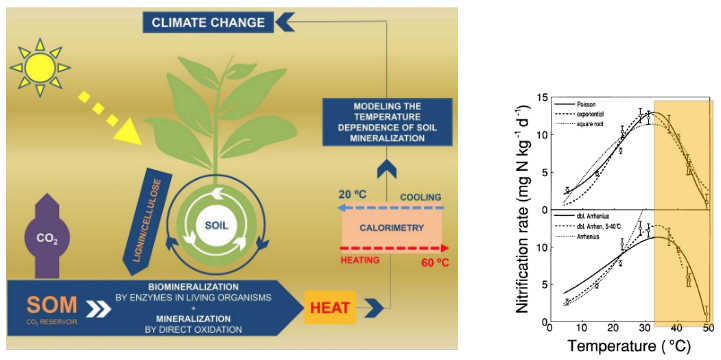 CLIMATE CHANGE
MODELING THE
TEMPERATURE
DEPENDENCE OF SOIL
MINERALIZATION
LIGNIN/CELLULOSE
SOIL
20 ºC
COOLING
CALORIMETRY
HEATING
60 ºC
CO₂
SOM
CO₂ RESERVOIR
BIOMINERALIZATION
BY ENZYMES IN LIVING ORGANISMS
+
MINERALIZATION
BY DIRECT OXIDATION
HEAT
Nitrification rate (mg N kg⁻¹ d⁻¹)
15
10
5
0
Poisson
exponential
square root
10
5
0
dbl. Arrhenius
dbl. Arrhen. 5-40°C
Arrhenius
0 10 20 30 40 50
Temperature ( °C)